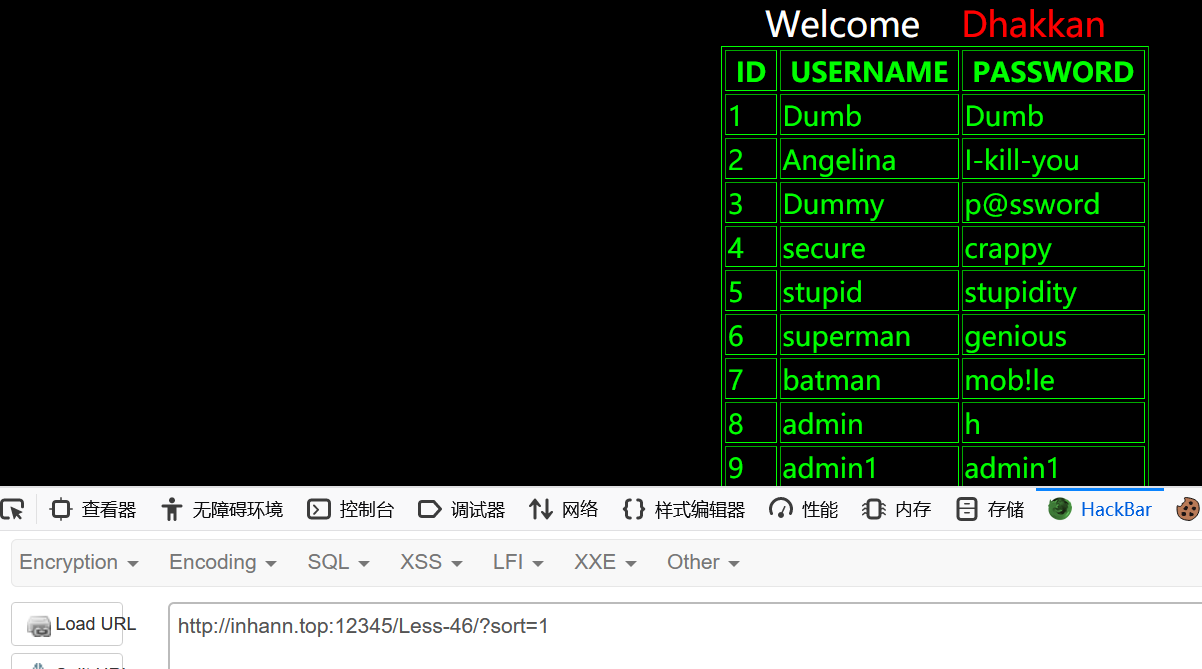 Welcome Dhakkan
ID USERNAME PASSWORD
1 Dumb Dumb
2 Angelina I-kill-you
3 Dummy p@ssword
4 secure crappy
5 stupid stupidity
6 superman genious
7 batman mob!le
8 admin h
9 admin1 admin1
查看器 无障碍环境 控制台 调试器 网络 样式编辑器 性能 内存 存储 HackBar
Encryption Encoding SQL XSS LFI XXE Other
Load URL http://inhann.top:12345/Less-46/?sort=1